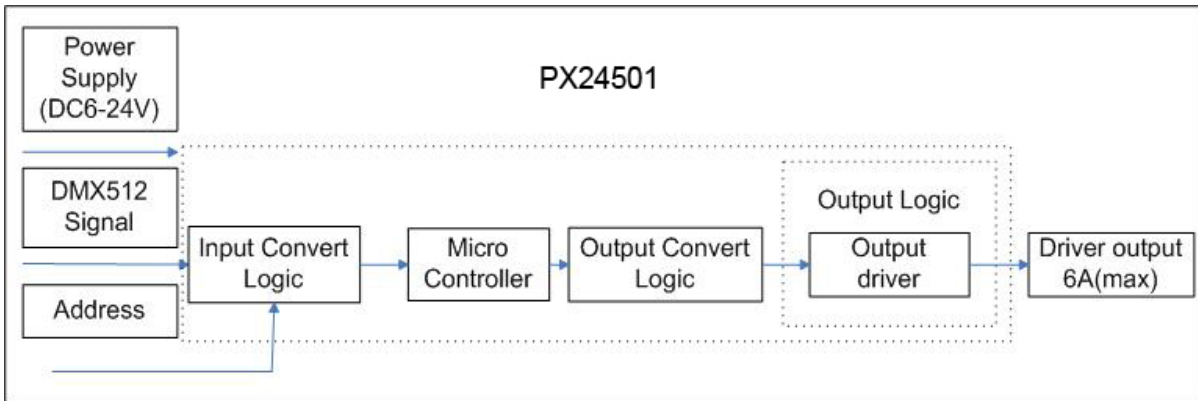 Power
Supply
(DC6-24V)
PX24501
DMX512
Signal
Output Logic
Input Convert
Logic
Micro
Controller
Output Convert
Logic
Output
driver
Driver output
6A(max)
Address